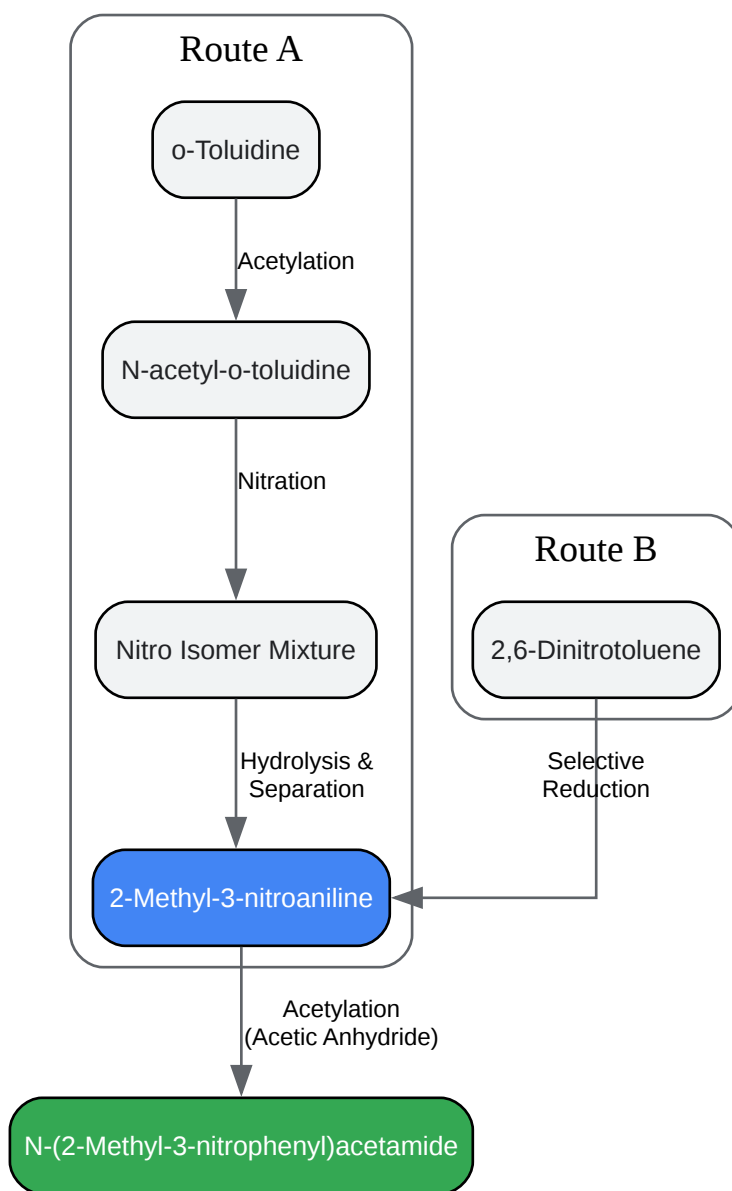 Route A
o-Toluidine
Acetylation
N-acetyl-o-toluidine
Nitration
Nitro Isomer Mixture
Hydrolysis &
Separation
2-Methyl-3-nitroaniline
Route B
2,6-Dinitrotoluene
Selective
Reduction
Acetylation
(Acetic Anhydride)
N-(2-Methyl-3-nitrophenyl)acetamide